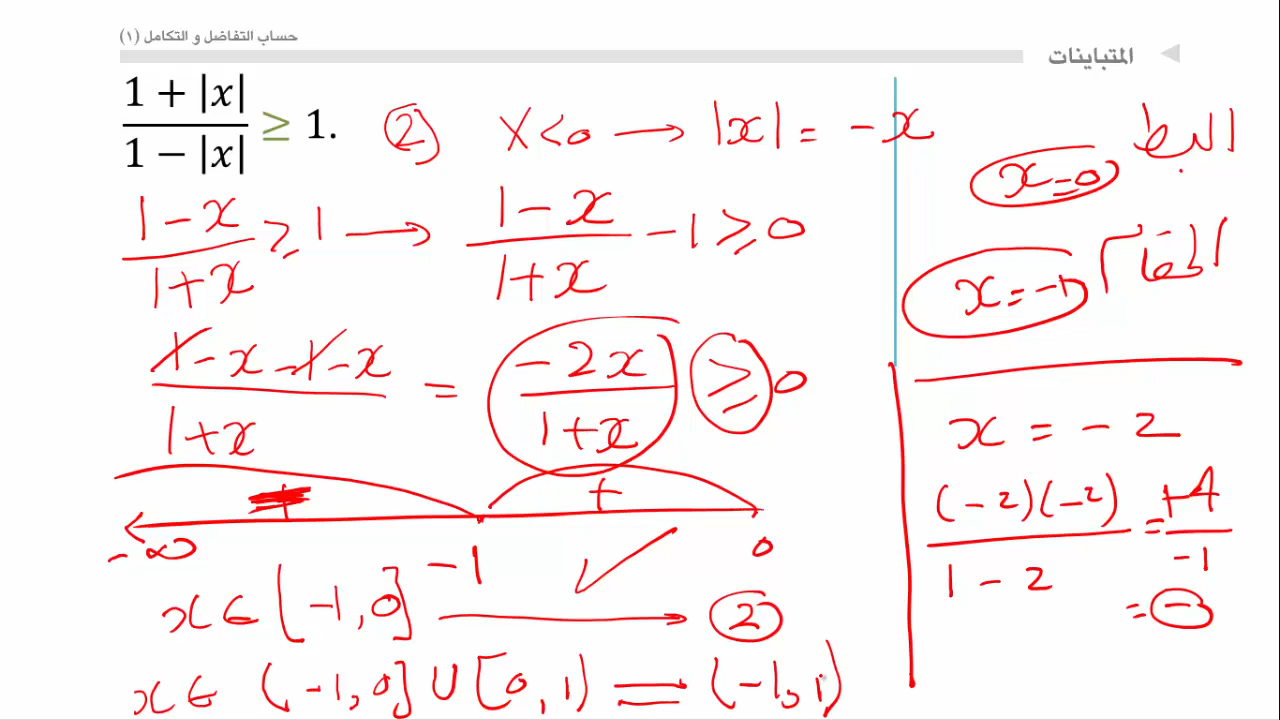 حساب التفاضل و التكامل (١)
المتباينات
(1 + |x|)/(1 − |x|) ≥ 1.
② x < 0 → |x| = −x
(1 − x)/(1 + x) ≥ 1 → (1 − x)/(1 + x) − 1 ≥ 0
(1 − x − 1 − x)/(1 + x) = (−2x)/(1 + x) ≥ 0
+ +
−∞ −1 0
x ∈ [−1, 0] → ②
x ∈ (−1, 0] ∪ [0, 1) = (−1, 1)
البط
x = 0
المقام
x = −1
x = −2
((−2)(−2))/(1 − 2) = +4/−1
= −3